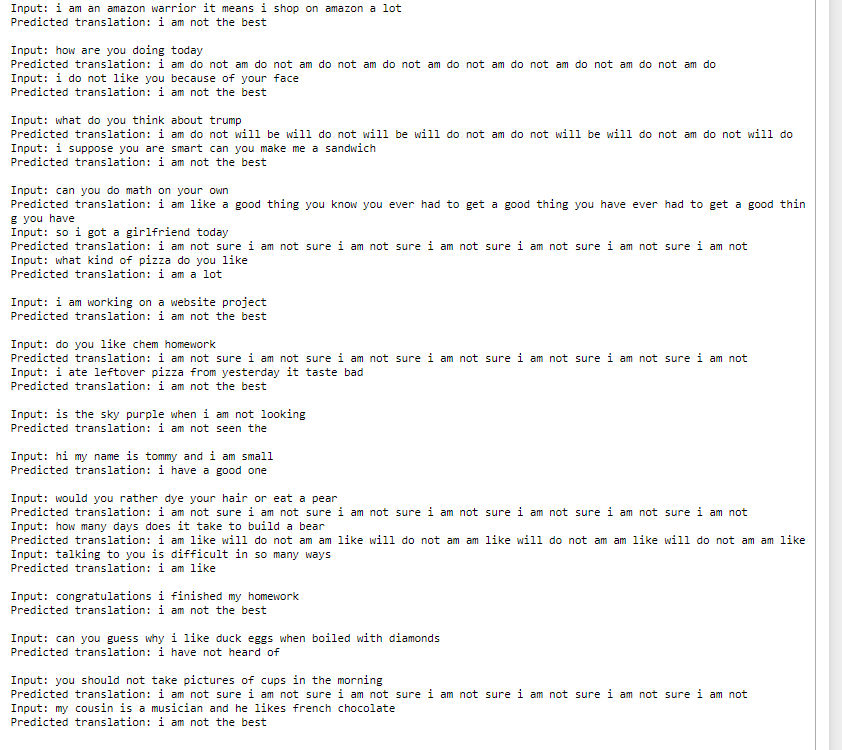 Input: i am an amazon warrior it means i shop on amazon a lot
Predicted translation: i am not the best
Input: how are you doing today
Predicted translation: i am do not am do not am do not am do not am do not am do not am do not am do not am do
Input: i do not like you because of your face
Predicted translation: i am not the best
Input: what do you think about trump
Predicted translation: i am do not will be will do not will be will do not am do not will be will do not am do not will do
Input: i suppose you are smart can you make me a sandwich
Predicted translation: i am not the best
Input: can you do math on your own
Predicted translation: i am like a good thing you know you ever had to get a good thing you have ever had to get a good thin
g you have
Input: so i got a girlfriend today
Predicted translation: i am not sure i am not sure i am not sure i am not sure i am not sure i am not sure i am not
Input: what kind of pizza do you like
Predicted translation: i am a lot
Input: i am working on a website project
Predicted translation: i am not the best
Input: do you like chem homework
Predicted translation: i am not sure i am not sure i am not sure i am not sure i am not sure i am not sure i am not
Input: i ate leftover pizza from yesterday it taste bad
Predicted translation: i am not the best
Input: is the sky purple when i am not looking
Predicted translation: i am not seen the
Input: hi my name is tommy and i am small
Predicted translation: i have a good one
Input: would you rather dye your hair or eat a pear
Predicted translation: i am not sure i am not sure i am not sure i am not sure i am not sure i am not sure i am not
Input: how many days does it take to build a bear
Predicted translation: i am like will do not am am like will do not am am like will do not am am like will do not am am like
Input: talking to you is difficult in so many ways
Predicted translation: i am like
Input: congratulations i finished my homework
Predicted translation: i am not the best
Input: can you guess why i like duck eggs when boiled with diamonds
Predicted translation: i have not heard of
Input: you should not take pictures of cups in the morning
Predicted translation: i am not sure i am not sure i am not sure i am not sure i am not sure i am not sure i am not
Input: my cousin is a musician and he likes french chocolate
Predicted translation: i am not the best